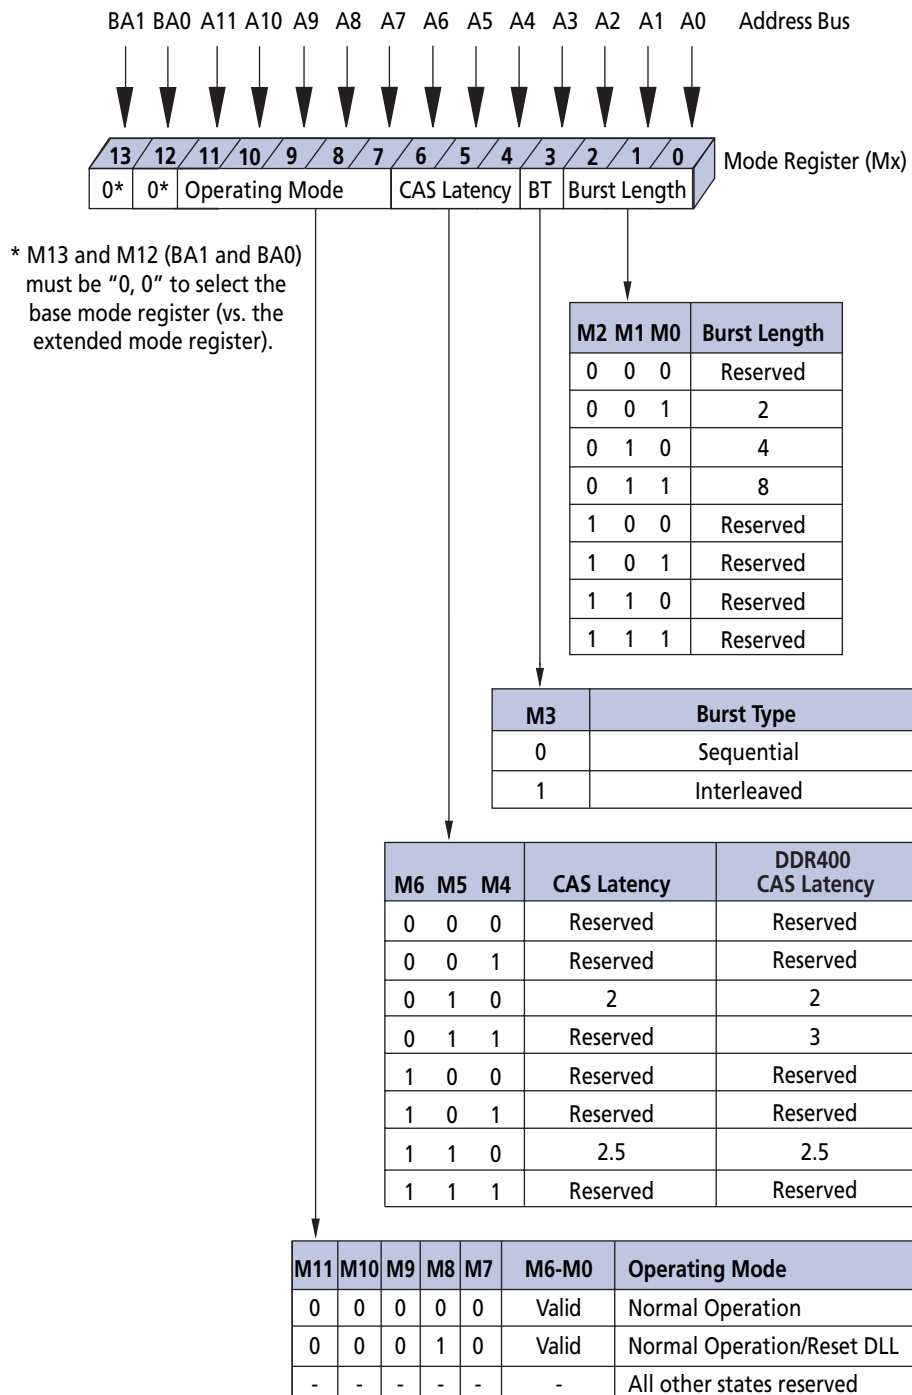 BA1 BA0 A11 A10 A9 A8 A7 A6 A5 A4 A3 A2 A1 A0 Address Bus
13 12 11 10 9 8 7 6 5 4 3 2 1 0 Mode Register (Mx)
0* 0* Operating Mode CAS Latency BT Burst Length
* M13 and M12 (BA1 and BA0)
must be “0, 0” to select the
base mode register (vs. the
extended mode register).
M2 M1 M0 Burst Length
0 0 0 Reserved
0 0 1 2
0 1 0 4
0 1 1 8
1 0 0 Reserved
1 0 1 Reserved
1 1 0 Reserved
1 1 1 Reserved
M3 Burst Type
0 Sequential
1 Interleaved
DDR400
M6 M5 M4 CAS Latency CAS Latency
0 0 0 Reserved Reserved
0 0 1 Reserved Reserved
0 1 0 2 2
0 1 1 Reserved 3
1 0 0 Reserved Reserved
1 0 1 Reserved Reserved
1 1 0 2.5 2.5
1 1 1 Reserved Reserved
M11 M10 M9 M8 M7 M6-M0 Operating Mode
0 0 0 0 0 Valid Normal Operation
0 0 0 1 0 Valid Normal Operation/Reset DLL
- - - - - - All other states reserved